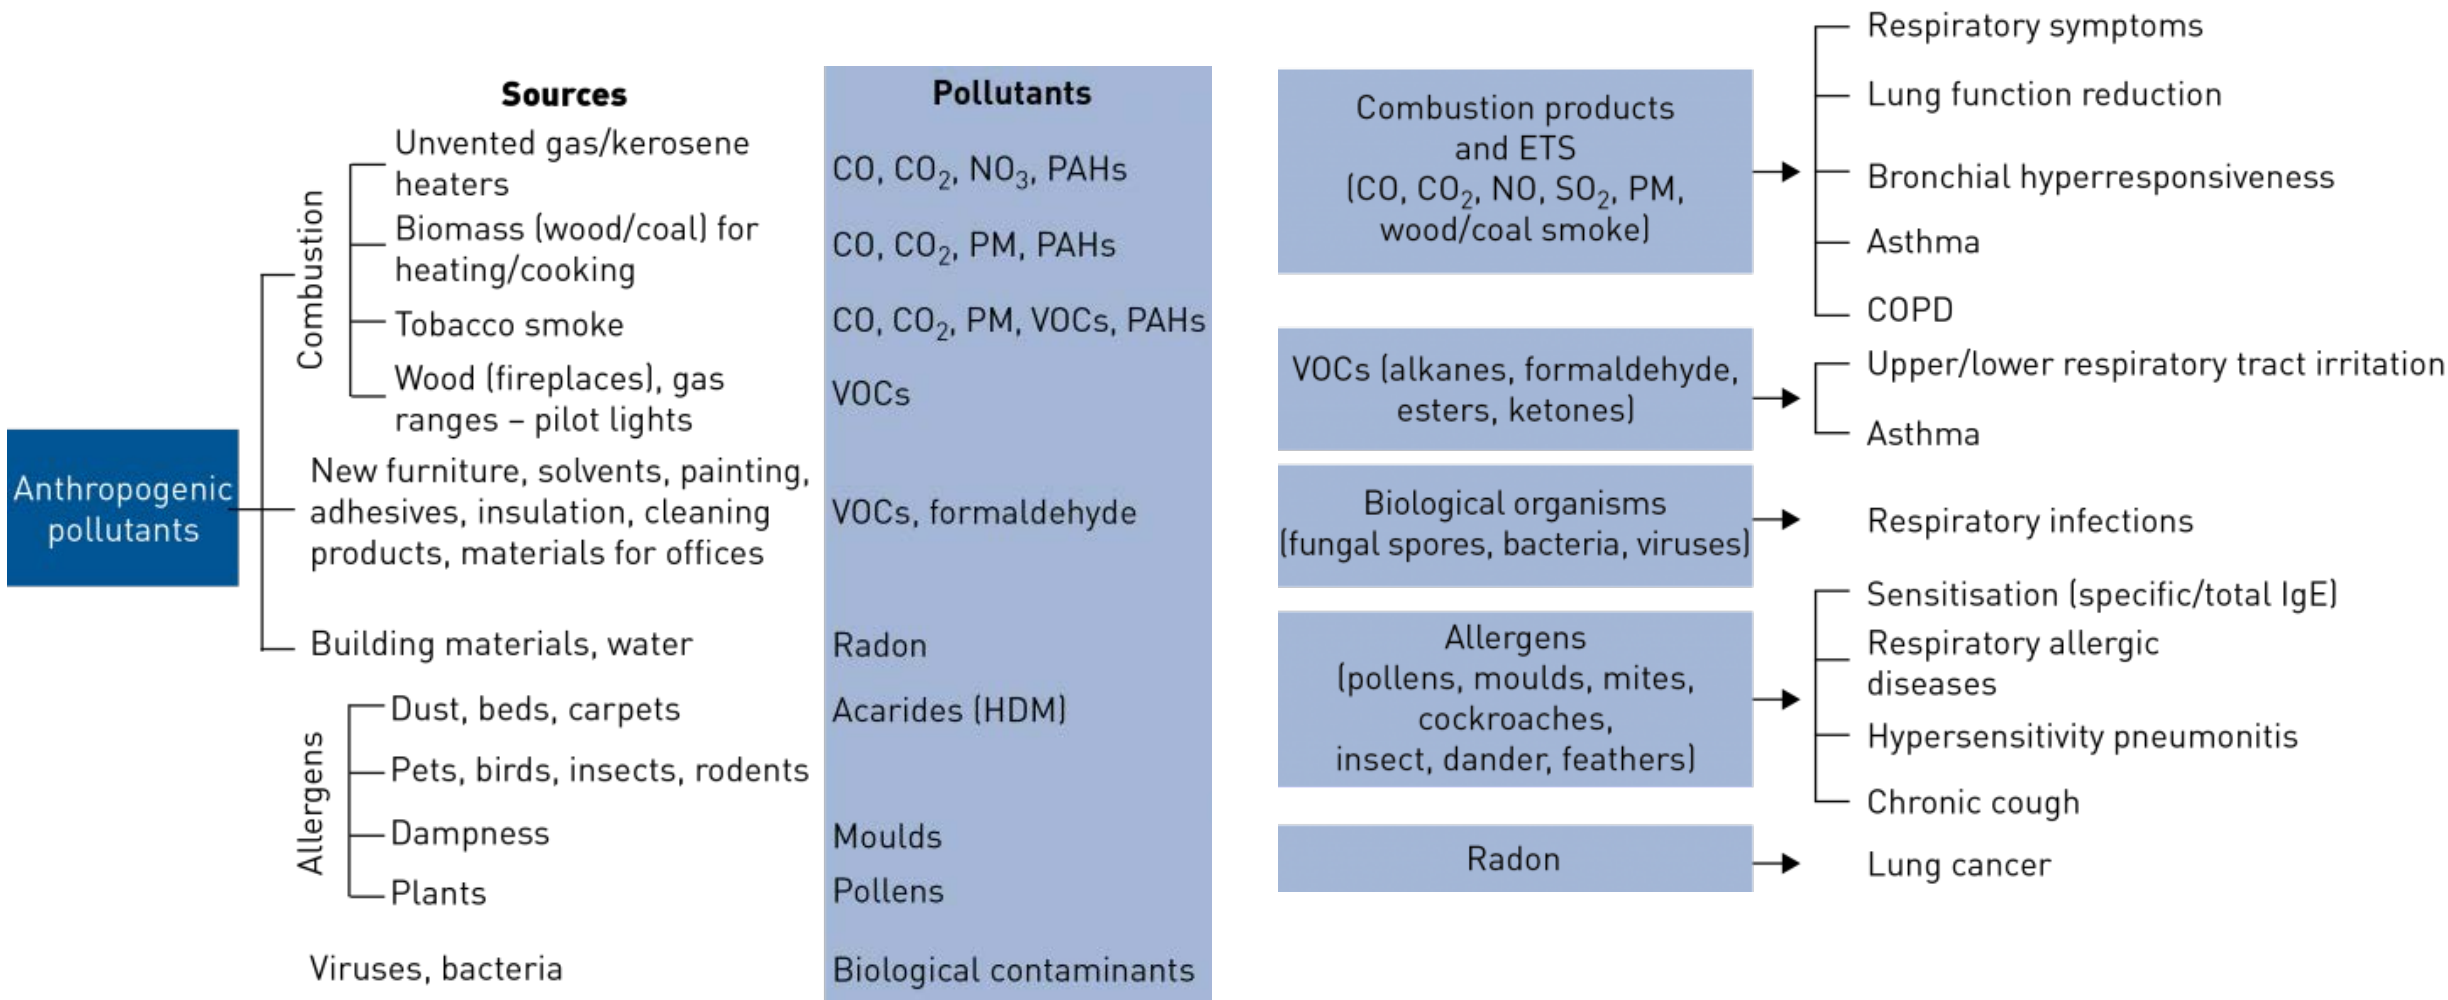 Anthropogenic
pollutants
Sources
Combustion
Unvented gas/kerosene
heaters
Biomass (wood/coal) for
heating/cooking
Tobacco smoke
Wood (fireplaces), gas
ranges – pilot lights
New furniture, solvents, painting,
adhesives, insulation, cleaning
products, materials for offices
Building materials, water
Allergens
Dust, beds, carpets
Pets, birds, insects, rodents
Dampness
Plants
Viruses, bacteria
Pollutants
CO, CO₂, NO₃, PAHs
CO, CO₂, PM, PAHs
CO, CO₂, PM, VOCs, PAHs
VOCs
VOCs, formaldehyde
Radon
Acarides (HDM)
Moulds
Pollens
Biological contaminants
Combustion products
and ETS
(CO, CO₂, NO, SO₂, PM,
wood/coal smoke)
Respiratory symptoms
Lung function reduction
Bronchial hyperresponsiveness
Asthma
COPD
VOCs (alkanes, formaldehyde,
esters, ketones)
Upper/lower respiratory tract irritation
Asthma
Biological organisms
(fungal spores, bacteria, viruses)
Respiratory infections
Allergens
(pollens, moulds, mites,
cockroaches,
insect, dander, feathers)
Sensitisation (specific/total IgE)
Respiratory allergic
diseases
Hypersensitivity pneumonitis
Chronic cough
Radon
Lung cancer